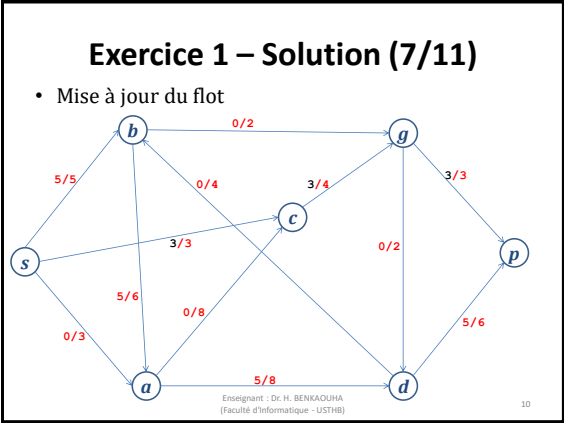 Exercice 1 – Solution (7/11)
• Mise à jour du flot
b
0/2
g
5/5
0/4
3/4
3/3
c
3/3
0/2
s
p
5/6
0/8
0/3
5/6
a
5/8
d
Enseignant : Dr. H. BENKAOUHA
(Faculté d'Informatique - USTHB)
10